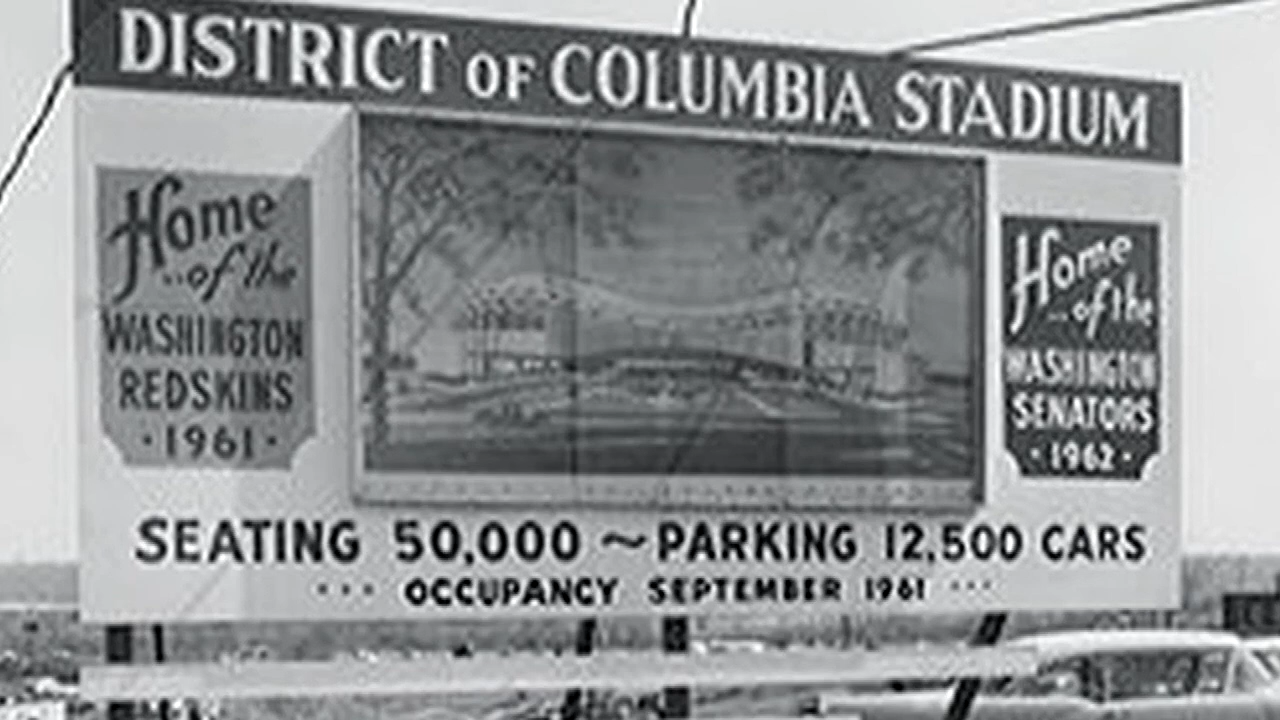 DISTRICT OF COLUMBIA STADIUM
Home
..of the
WASHINGTON
REDSKINS
· 1961 ·
Home
...of the
WASHINGTON
SENATORS
· 1962 ·
SEATING 50,000 ~ PARKING 12,500 CARS
··· OCCUPANCY SEPTEMBER 1961 ···